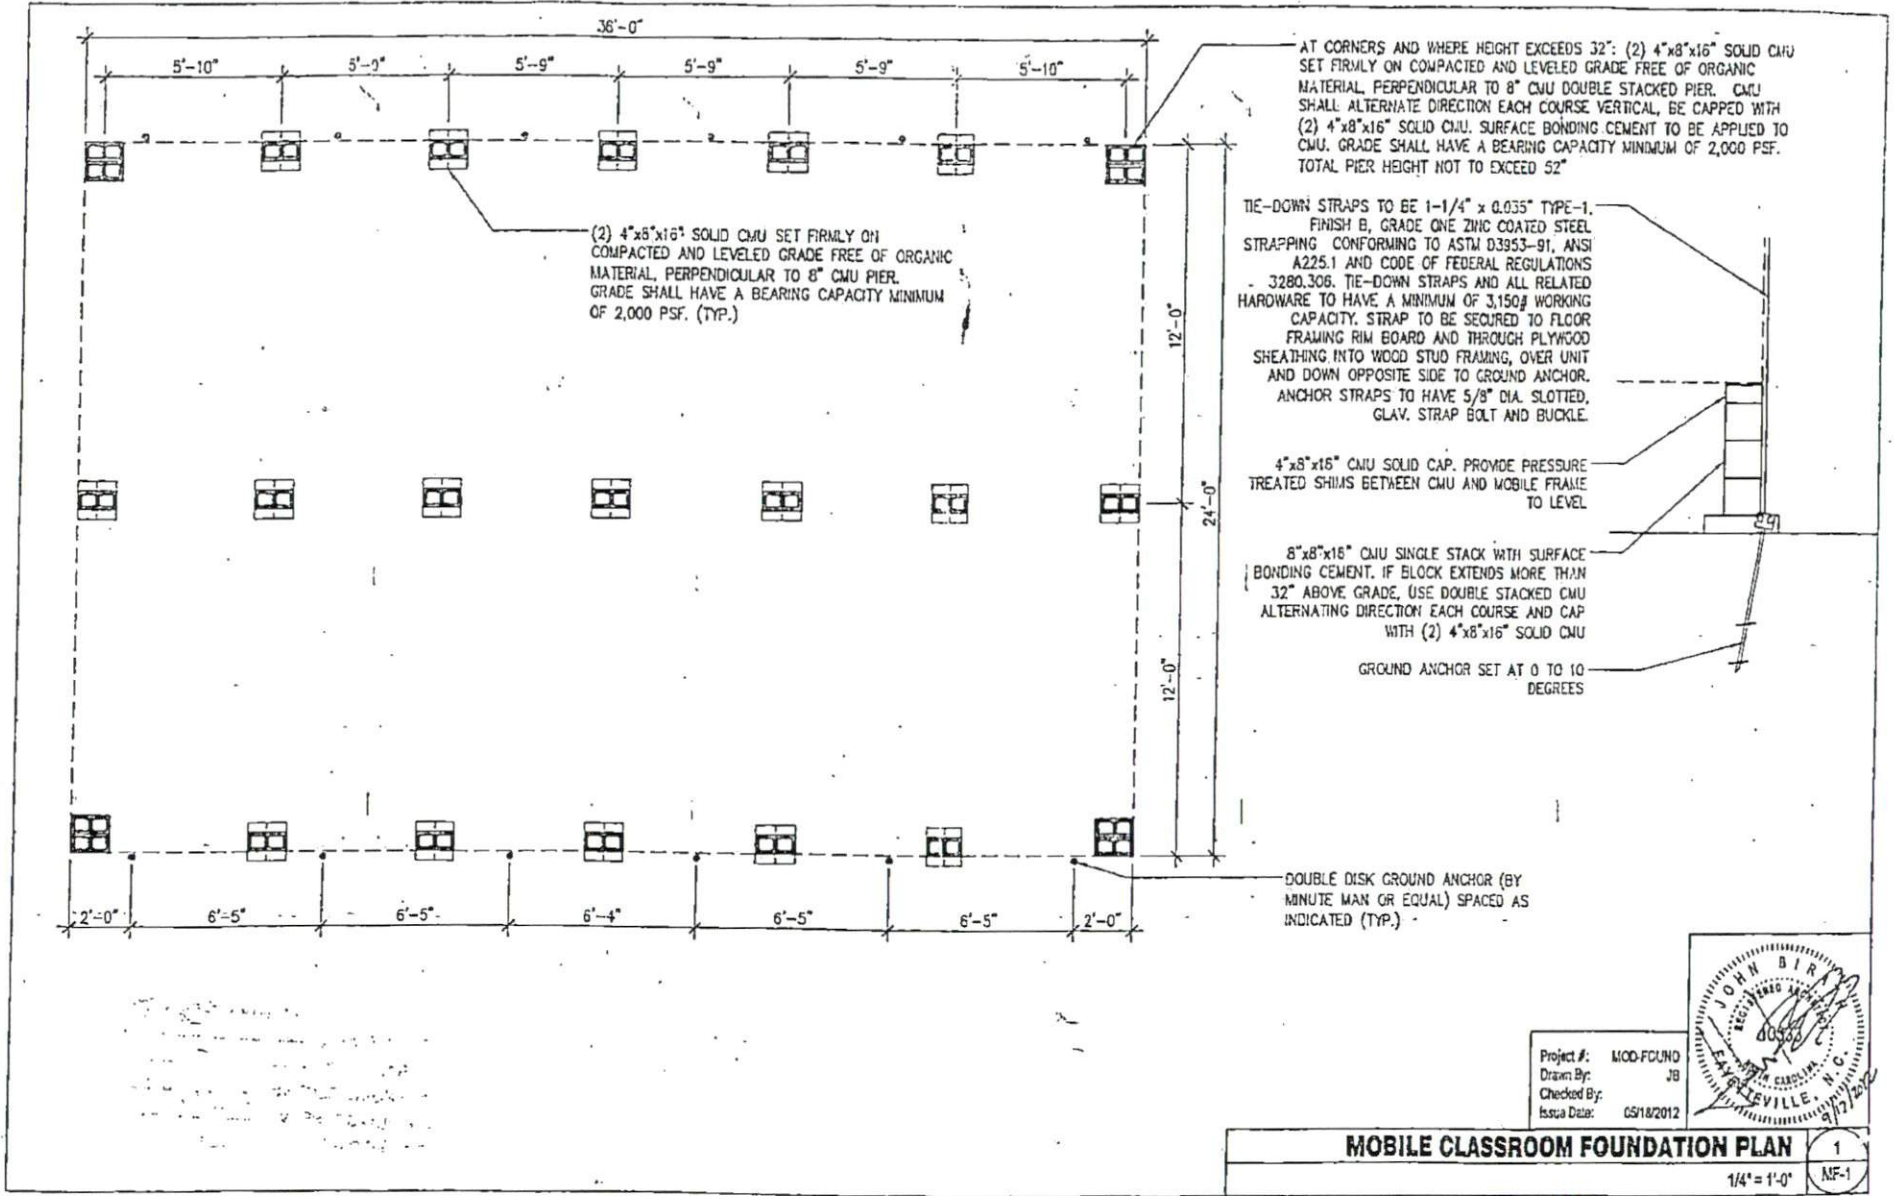 36'-0"
5'-10" 5'-9" 5'-9" 5'-9" 5'-9" 5'-10"
AT CORNERS AND WHERE HEIGHT EXCEEDS 32": (2) 4"x8"x16" SOLID CMU
SET FIRMLY ON COMPACTED AND LEVELED GRADE FREE OF ORGANIC
MATERIAL, PERPENDICULAR TO 8" CMU DOUBLE STACKED PIER. CMU
SHALL ALTERNATE DIRECTION EACH COURSE VERTICAL, BE CAPPED WITH
(2) 4"x8"x16" SOLID CMU. SURFACE BONDING CEMENT TO BE APPLIED TO
CMU. GRADE SHALL HAVE A BEARING CAPACITY MINIMUM OF 2,000 PSF.
TOTAL PIER HEIGHT NOT TO EXCEED 52"
(2) 4"x8"x16" SOLID CMU SET FIRMLY ON
COMPACTED AND LEVELED GRADE FREE OF ORGANIC
MATERIAL, PERPENDICULAR TO 8" CMU PIER.
GRADE SHALL HAVE A BEARING CAPACITY MINIMUM
OF 2,000 PSF. (TYP.)
TIE-DOWN STRAPS TO BE 1-1/4" x 0.035" TYPE-1,
FINISH B, GRADE ONE ZINC COATED STEEL
STRAPPING CONFORMING TO ASTM D3953-91, ANSI
A225.1 AND CODE OF FEDERAL REGULATIONS
3280.306. TIE-DOWN STRAPS AND ALL RELATED
HARDWARE TO HAVE A MINIMUM OF 3,150# WORKING
CAPACITY. STRAP TO BE SECURED TO FLOOR
FRAMING RIM BOARD AND THROUGH PLYWOOD
SHEATHING INTO WOOD STUD FRAMING, OVER UNIT
AND DOWN OPPOSITE SIDE TO GROUND ANCHOR.
ANCHOR STRAPS TO HAVE 5/8" DIA. SLOTTED,
GLAV. STRAP BOLT AND BUCKLE.
12'-0"
24'-0"
12'-0"
4"x8"x16" CMU SOLID CAP. PROVIDE PRESSURE
TREATED SHIMS BETWEEN CMU AND MOBILE FRAME
TO LEVEL
8"x8"x16" CMU SINGLE STACK WITH SURFACE
BONDING CEMENT. IF BLOCK EXTENDS MORE THAN
32" ABOVE GRADE, USE DOUBLE STACKED CMU
ALTERNATING DIRECTION EACH COURSE AND CAP
WITH (2) 4"x8"x16" SOLID CMU
GROUND ANCHOR SET AT 0 TO 10
DEGREES
DOUBLE DISK GROUND ANCHOR (BY
MINUTE MAN OR EQUAL) SPACED AS
INDICATED (TYP.)
2'-0" 6'-5" 6'-5" 6'-4" 6'-5" 6'-5" 2'-0"
JOHN
REGISTERED ARCHITECT
NORTH CAROLINA
FAYETTEVILLE, N.C.
9/17/2012
Project #: MOD-FOUND
Drawn By: JB
Checked By:
Issue Date: 05/18/2012
MOBILE CLASSROOM FOUNDATION PLAN
1/4" = 1'-0"
1
MF-1